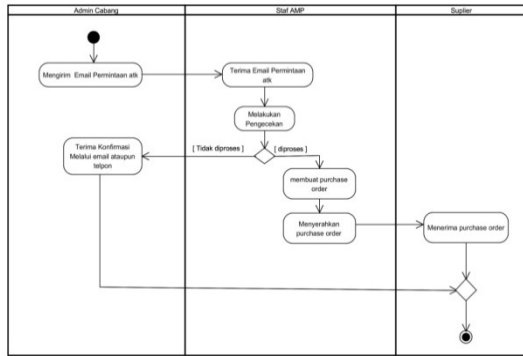 Admin Cabang
Staf AMP
Suplier
Mengirim Email Permintaan atk
Terima Email Permintaan
atk
Melakukan
Pengecekan
[ Tidak diproses ]
[ diproses ]
Terima Konfirmasi
Melalui email ataupun
telpon
membuat purchase
order
Menyerahkan
purchase order
Menerima purchase order